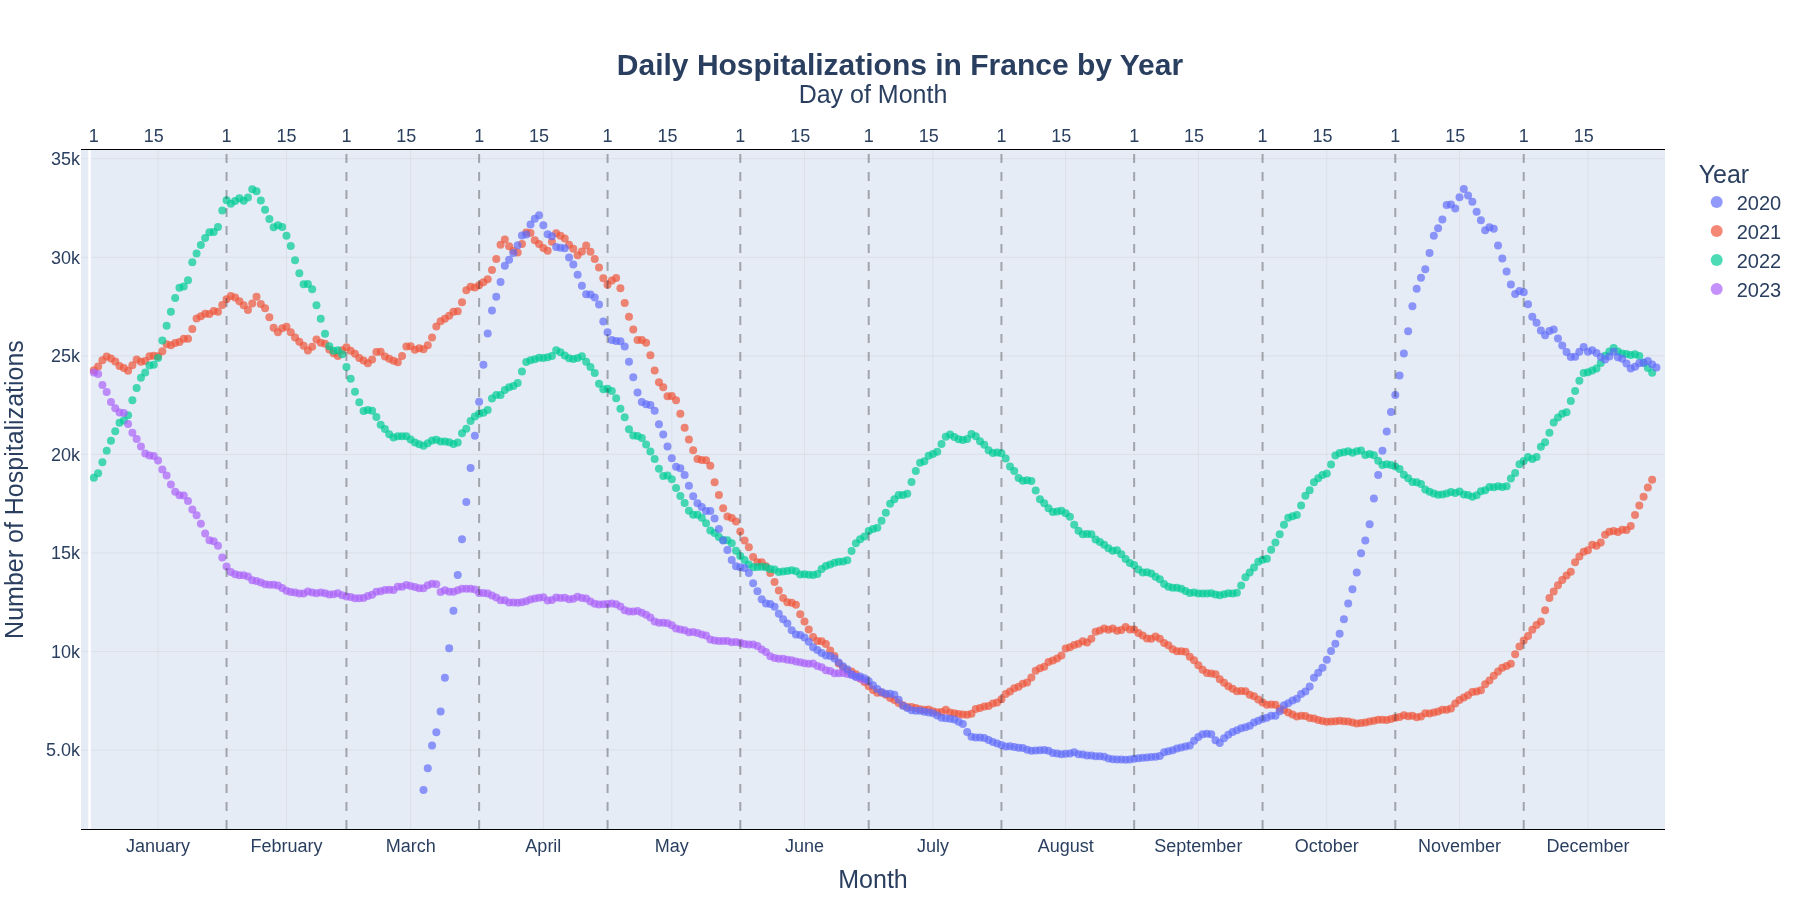 Daily Hospitalizations in France by Year
Day of Month
1 15 1 15 1 15 1 15 1 15 1 15 1 15 1 15 1 15 1 15 1 15 1 15
35k
30k
25k
20k
15k
10k
5.0k
Number of Hospitalizations
January February March April May June July August September October November December
Month
Year
2020
2021
2022
2023